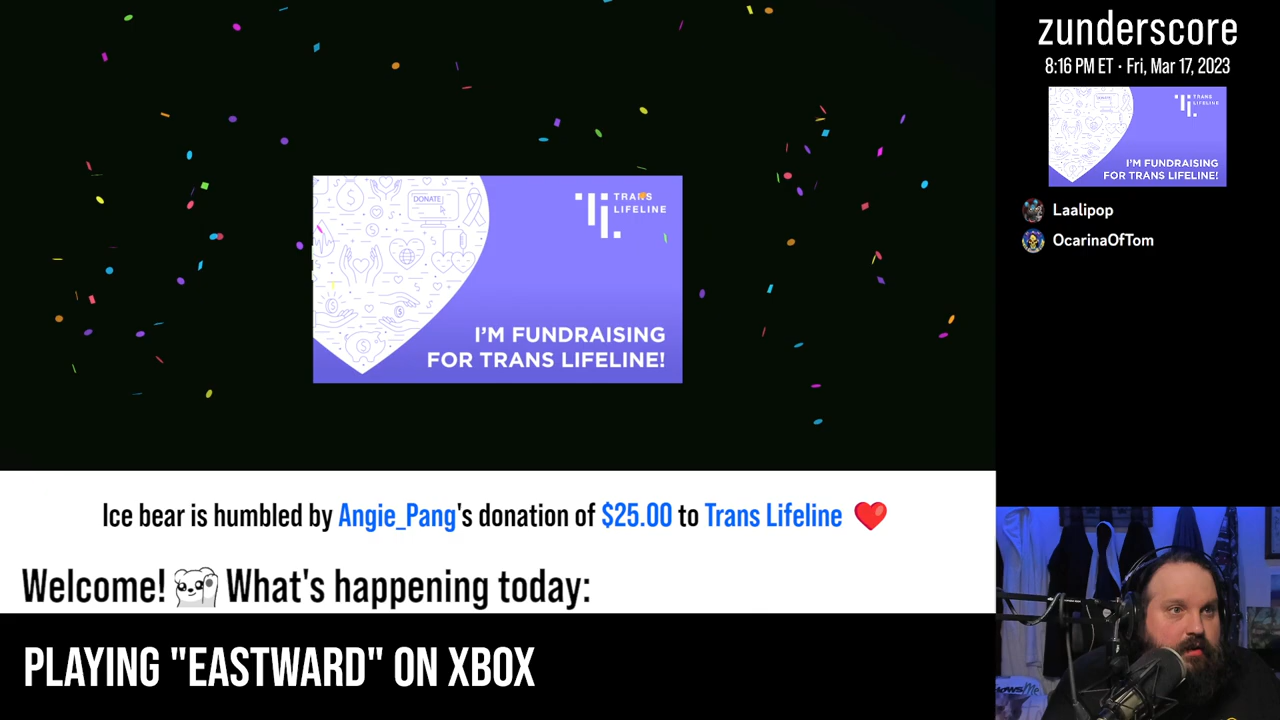 zunderscore
8:16 PM ET · Fri, Mar 17, 2023
TRANS
LIFELINE
I'M FUNDRAISING
FOR TRANS LIFELINE!
Laalipop
OcarinaOfTom
DONATE
TRANS
LIFELINE
I'M FUNDRAISING
FOR TRANS LIFELINE!
Ice bear is humbled by Angie_Pang's donation of $25.00 to Trans Lifeline ❤️
Welcome! What's happening today:
PLAYING "EASTWARD" ON XBOX